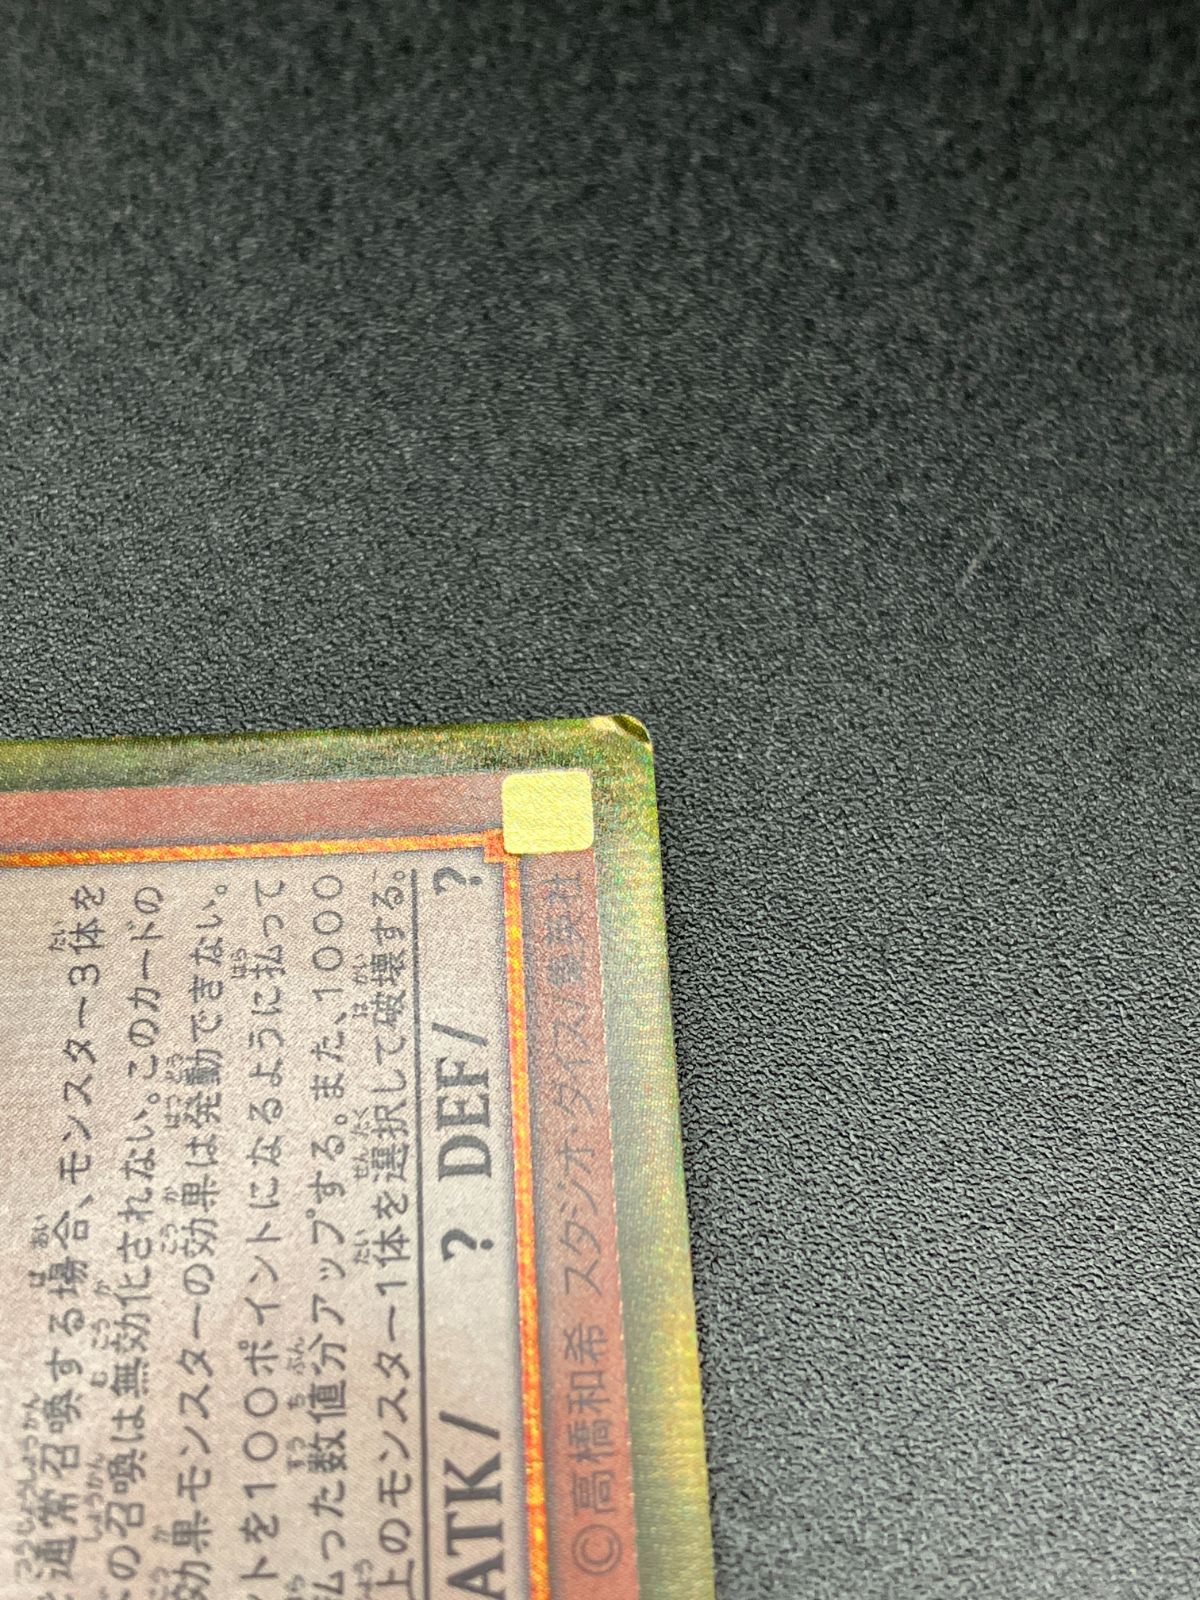 通常召喚する場合、モンスター3体を
の召喚は無効化されない。このカードの
効果モンスターの効果は発動できない。
ントを100ポイントになるように払って
払った数値分アップする。また、1000
上のモンスター1体を選択して破壊する。
ATK/ ? DEF/ ?
©高橋和希 スタジオ・ダイス/集英社